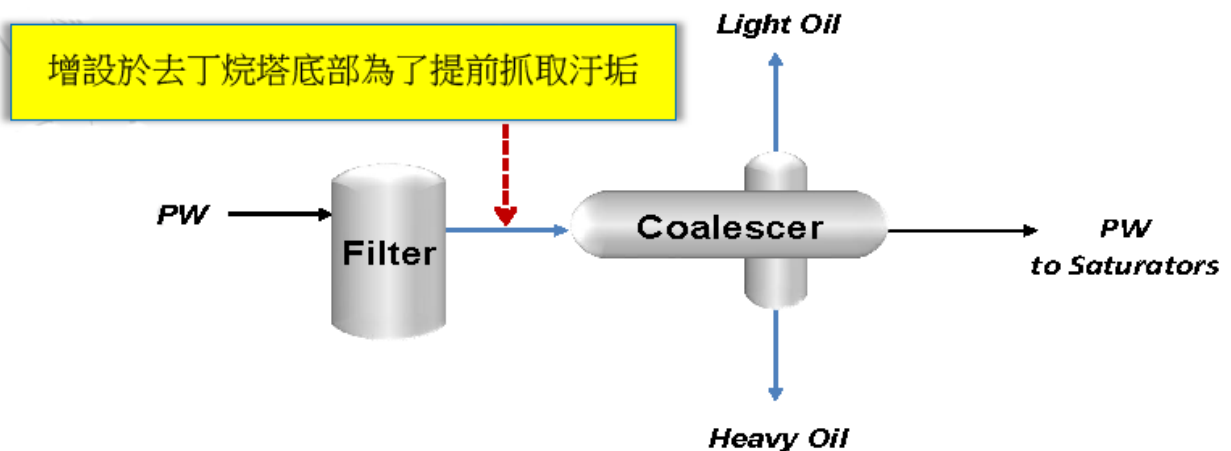 Light Oil
增設於去丁烷塔底部為了提前抓取汙垢
PW
Filter
Coalescer
PW
to Saturators
Heavy Oil